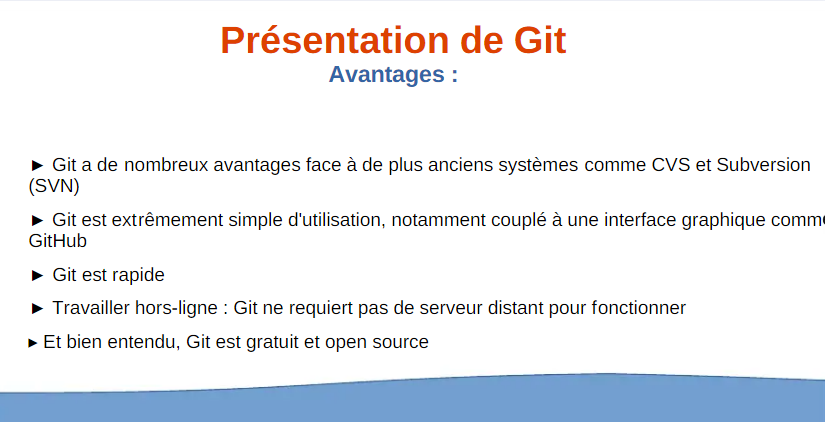 Présentation de Git
Avantages :
► Git a de nombreux avantages face à de plus anciens systèmes comme CVS et Subversion
(SVN)
► Git est extrêmement simple d'utilisation, notamment couplé à une interface graphique comme
GitHub
► Git est rapide
► Travailler hors-ligne : Git ne requiert pas de serveur distant pour fonctionner
▸ Et bien entendu, Git est gratuit et open source